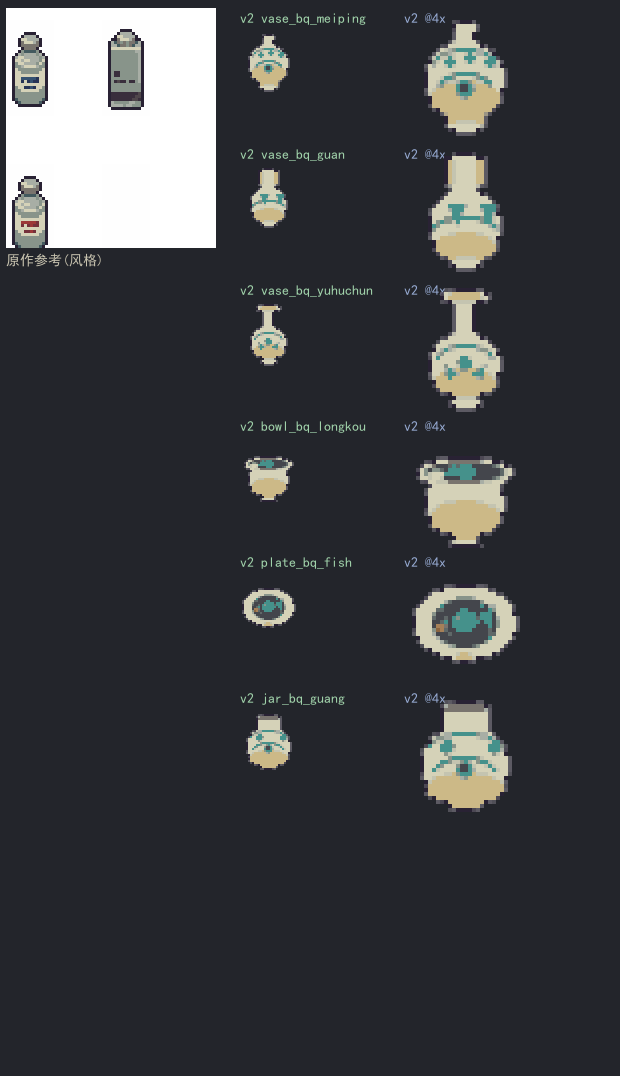 v2 vase_bq_meiping
v2 @4x
v2 vase_bq_guan
v2 @4x
原作参考(风格)
v2 vase_bq_yuhuchun
v2 @4x
v2 bowl_bq_longkou
v2 @4x
v2 plate_bq_fish
v2 @4x
v2 jar_bq_guang
v2 @4x